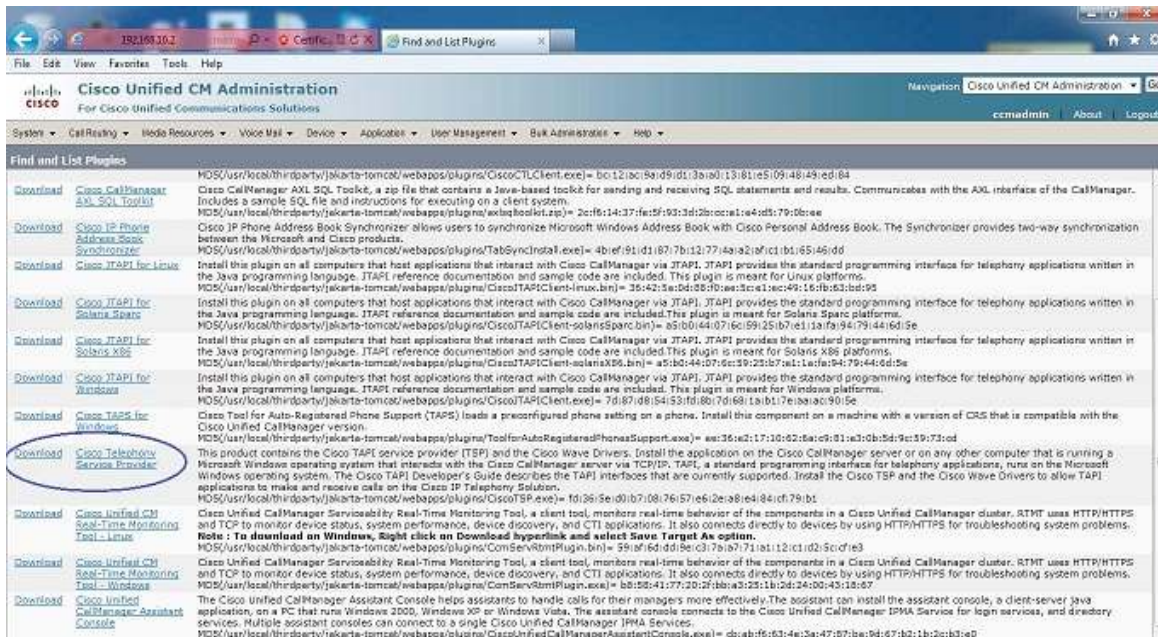 192.168.10.2
Certific...
Find and List Plugins
File Edit View Favorites Tools Help
CISCO
Cisco Unified CM Administration
For Cisco Unified Communications Solutions
Navigation Cisco Unified CM Administration
ccmadmin About Logout
System Call Routing Media Resources Voice Mail Device Application User Management Bulk Administration Help
Find and List Plugins
Download Cisco CallManager AXL SQL Toolkit
Cisco CallManager AXL SQL Toolkit, a zip file that contains a Java-based toolkit for sending and receiving SQL statements and results. Communicates with the AXL interface of the CallManager.
Includes a sample SQL file and instructions for executing on a client system.
Download Cisco IP Phone Address Book Synchronizer
Cisco IP Phone Address Book Synchronizer allows users to synchronize Microsoft Windows Address Book with Cisco Personal Address Book. The Synchronizer provides two-way synchronization
between the Microsoft and Cisco products.
Download Cisco JTAPI for Linux
Install this plugin on all computers that host applications that interact with Cisco CallManager via JTAPI. JTAPI provides the standard programming interface for telephony applications written in
the Java programming language. JTAPI reference documentation and sample code are included. This plugin is meant for Linux platforms.
Download Cisco JTAPI for Solaris Sparc
Install this plugin on all computers that host applications that interact with Cisco CallManager via JTAPI. JTAPI provides the standard programming interface for telephony applications written in
the Java programming language. JTAPI reference documentation and sample code are included.This plugin is meant for Solaris Sparc platforms.
Download Cisco JTAPI for Solaris X86
Install this plugin on all computers that host applications that interact with Cisco CallManager via JTAPI. JTAPI provides the standard programming interface for telephony applications written in
the Java programming language. JTAPI reference documentation and sample code are included.This plugin is meant for Solaris X86 platforms.
Download Cisco JTAPI for Windows
Install this plugin on all computers that host applications that interact with Cisco CallManager via JTAPI. JTAPI provides the standard programming interface for telephony applications written in
the Java programming language. JTAPI reference documentation and sample code are included. This plugin is meant for Windows platforms.
Download Cisco TAPS for Windows
Cisco Tool for Auto-Registered Phone Support (TAPS) loads a preconfigured phone setting on a phone. Install this component on a machine with a version of CRS that is compatible with the
Cisco Unified CallManager version.
Download Cisco Telephony Service Provider
This product contains the Cisco TAPI service provider (TSP) and the Cisco Wave Drivers. Install the application on the Cisco CallManager server or on any other computer that is running a
Microsoft Windows operating system that interacts with the Cisco CallManager server via TCP/IP. TAPI, a standard programming interface for telephony applications, runs on the Microsoft
Windows operating system. The Cisco TAPI Developer's Guide describes the TAPI interfaces that are currently supported. Install the Cisco TSP and the Cisco Wave Drivers to allow TAPI
applications to make and receive calls on the Cisco IP Telephony Solution.
Download Cisco Unified CM Real-Time Monitoring Tool - Linux
Cisco Unified CallManager Serviceability Real-Time Monitoring Tool, a client tool, monitors real-time behavior of the components in a Cisco Unified CallManager cluster. RTMT uses HTTP/HTTPS
and TCP to monitor device status, system performance, device discovery, and CTI applications. It also connects directly to devices by using HTTP/HTTPS for troubleshooting system problems.
Note : To download on Windows, Right click on Download hyperlink and select Save Target As option.
Download Cisco Unified CM Real-Time Monitoring Tool - Windows
Cisco Unified CallManager Serviceability Real-Time Monitoring Tool, a client tool, monitors real-time behavior of the components in a Cisco Unified CallManager cluster. RTMT uses HTTP/HTTPS
and TCP to monitor device status, system performance, device discovery, and CTI applications. It also connects directly to devices by using HTTP/HTTPS for troubleshooting system problems.
Download Cisco Unified CallManager Assistant Console
The Cisco Unified CallManager Assistant Console helps assistants to handle calls for their managers more effectively.The assistant can install the assistant console, a client-server java
application, on a PC that runs Windows 2000, Windows XP or Windows Vista. The assistant console connects to the Cisco Unified CallManager IPMA Service for login services, and directory
services. Multiple assistant consoles can connect to a single Cisco Unified CallManager IPMA Services.